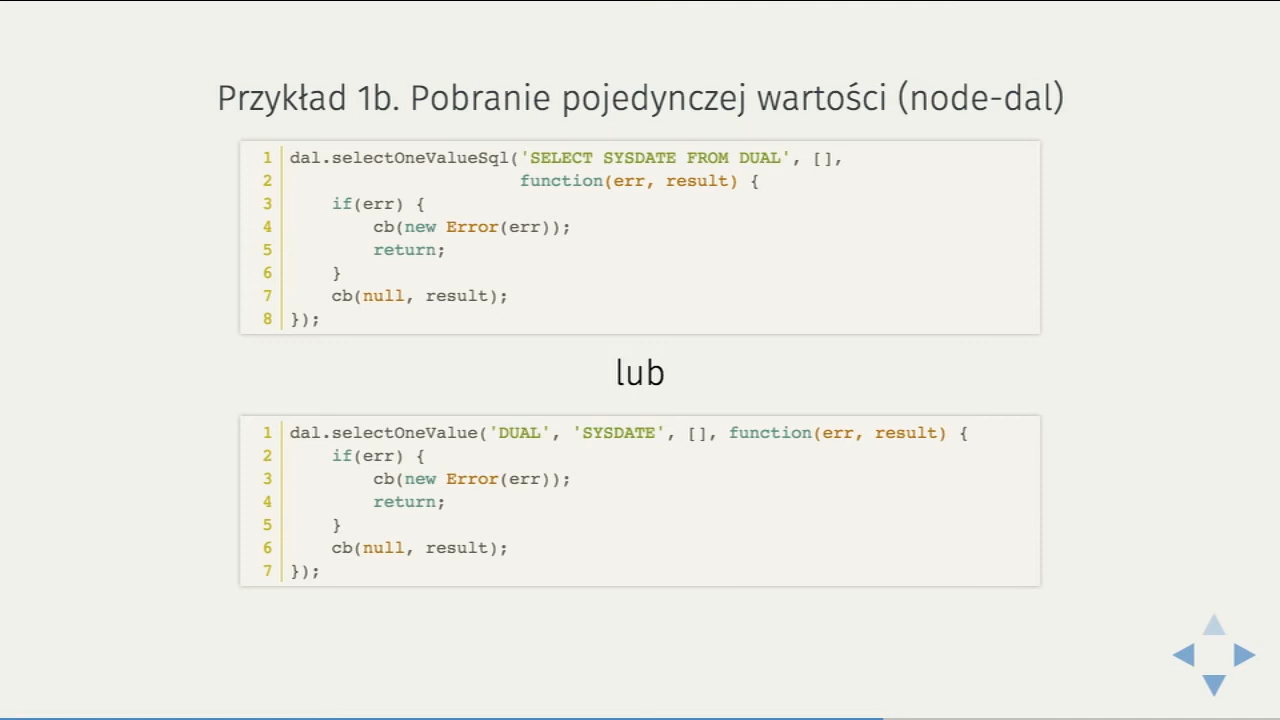 Przykład 1b. Pobranie pojedynczej wartości (node-dal)
1 dal.selectOneValueSql('SELECT SYSDATE FROM DUAL', [],
2                       function(err, result) {
3     if(err) {
4         cb(new Error(err));
5         return;
6     }
7     cb(null, result);
8 });
lub
1 dal.selectOneValue('DUAL', 'SYSDATE', [], function(err, result) {
2     if(err) {
3         cb(new Error(err));
4         return;
5     }
6     cb(null, result);
7 });